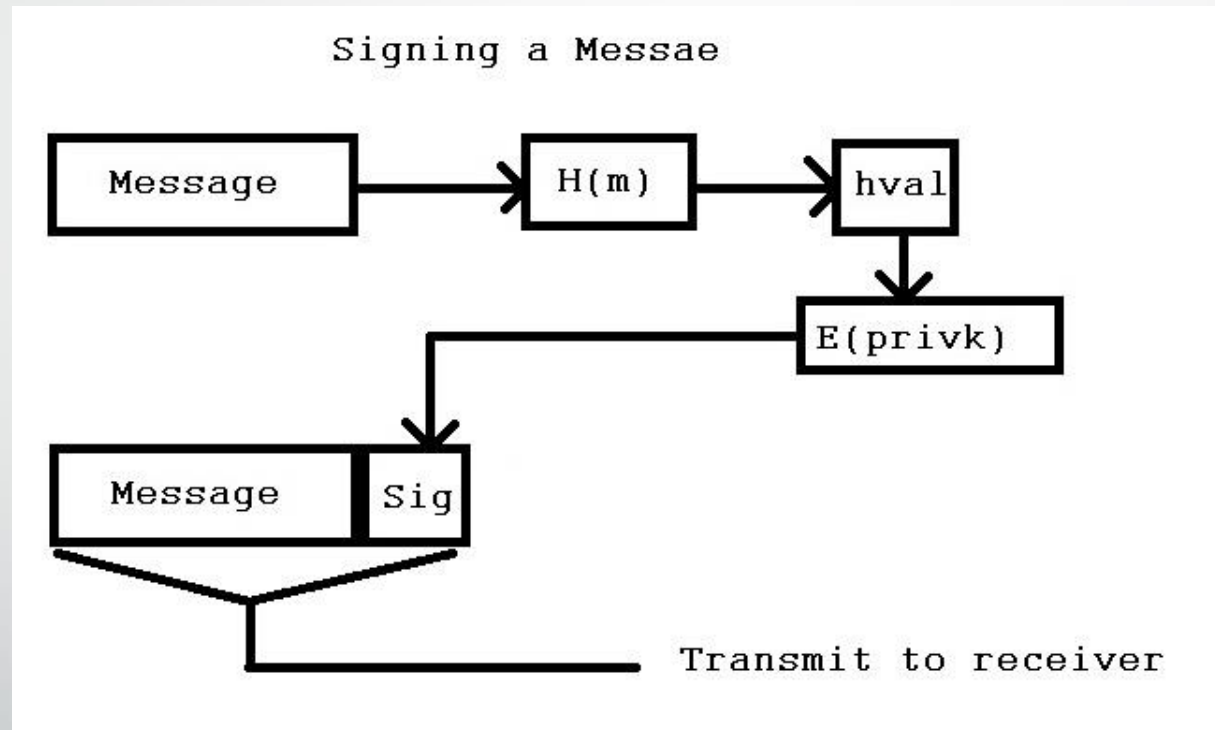 Signing a Messae
Message
H(m)
hval
E(privk)
Message
Sig
Transmit to receiver